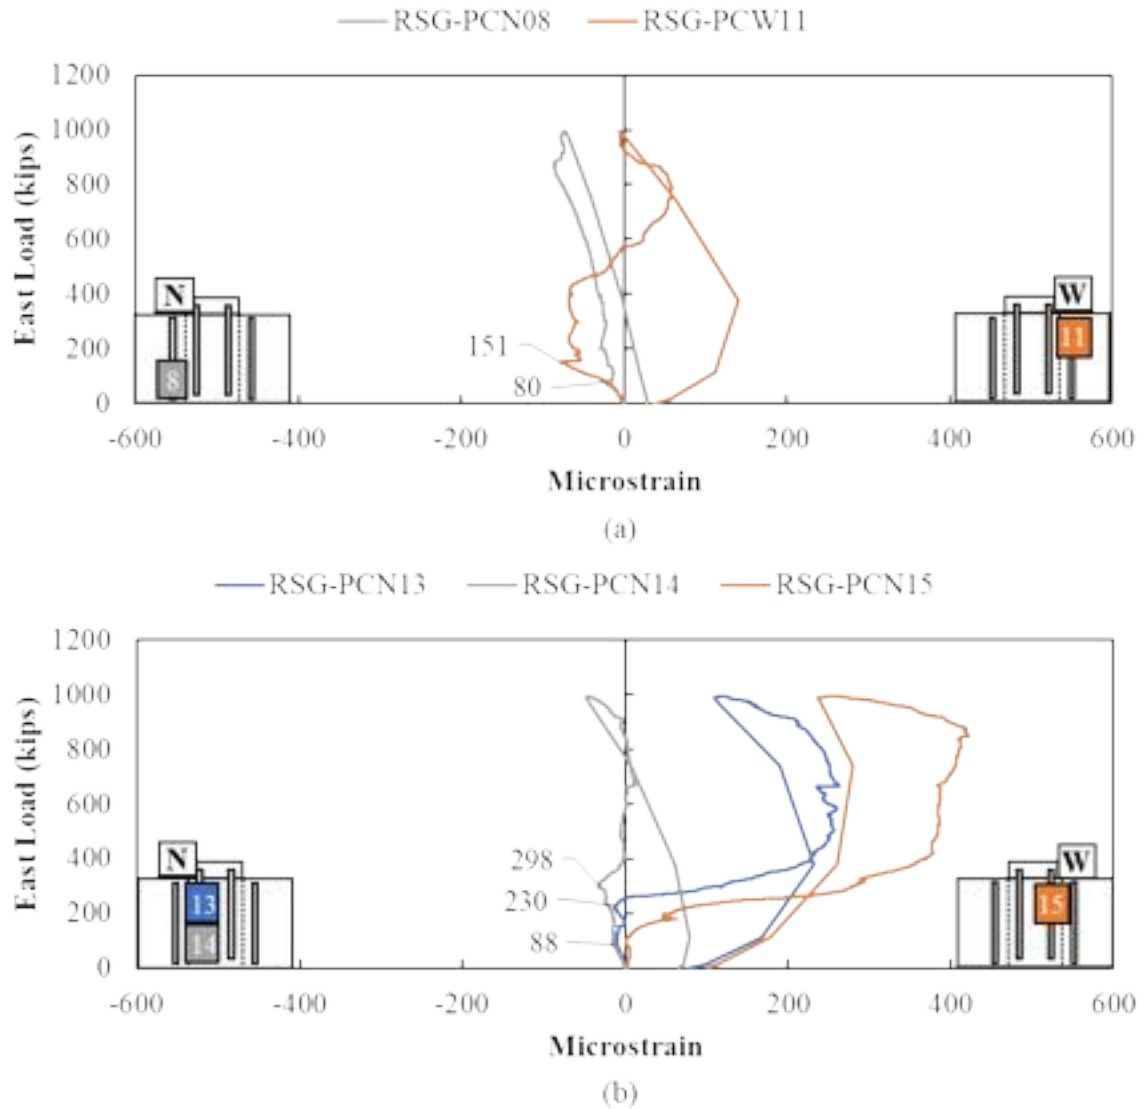 RSG-PCN08 RSG-PCW11
1200
1000
800
600
400
200
0
East Load (kips)
N
8
151
80
W
11
-600 -400 -200 0 200 400 600
Microstrain
(a)
RSG-PCN13 RSG-PCN14 RSG-PCN15
1200
1000
800
600
400
200
0
East Load (kips)
N
13
14
298
230
88
W
15
-600 -400 -200 0 200 400 600
Microstrain
(b)